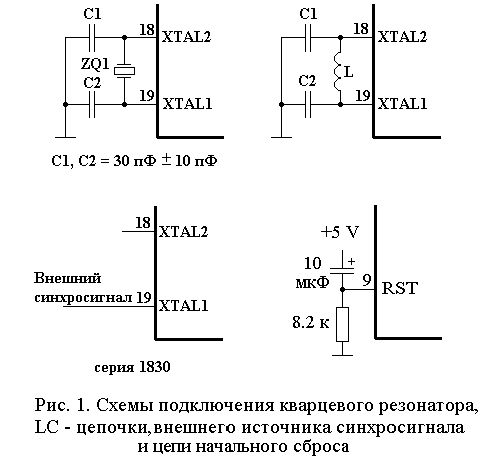 C1
18
XTAL2
ZQ1
C2
19
XTAL1
C1, C2 = 30 пФ ± 10 пФ
C1
18
XTAL2
L
C2
19
XTAL1
18
XTAL2
Внешний
синхросигнал 19
XTAL1
серия 1830
+5 V
10
мкФ
+
9
RST
8.2 к
Рис. 1. Схемы подключения кварцевого резонатора,
LC - цепочки,внешнего источника синхросигнала
и цепи начального сброса